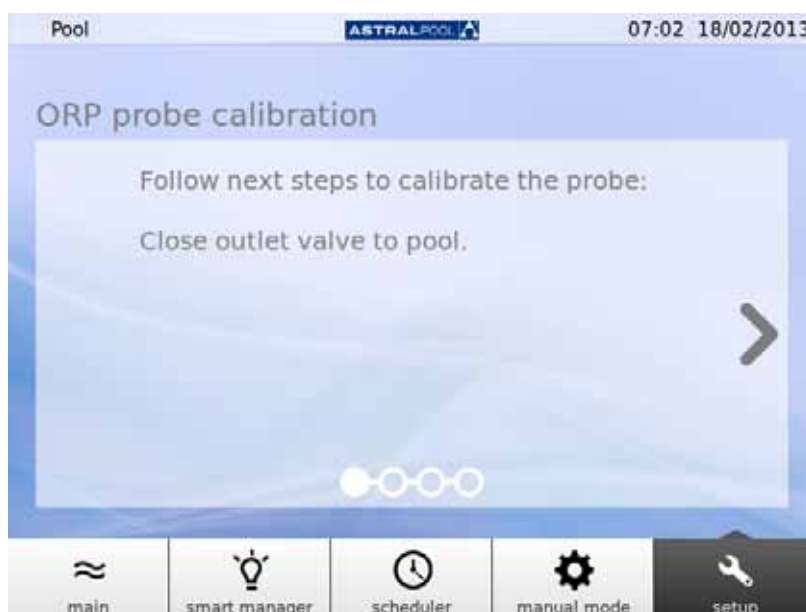 Pool
ASTRALPOOL
07:02 18/02/2013
ORP probe calibration
Follow next steps to calibrate the probe:
Close outlet valve to pool.
main
smart manager
scheduler
manual mode
setup